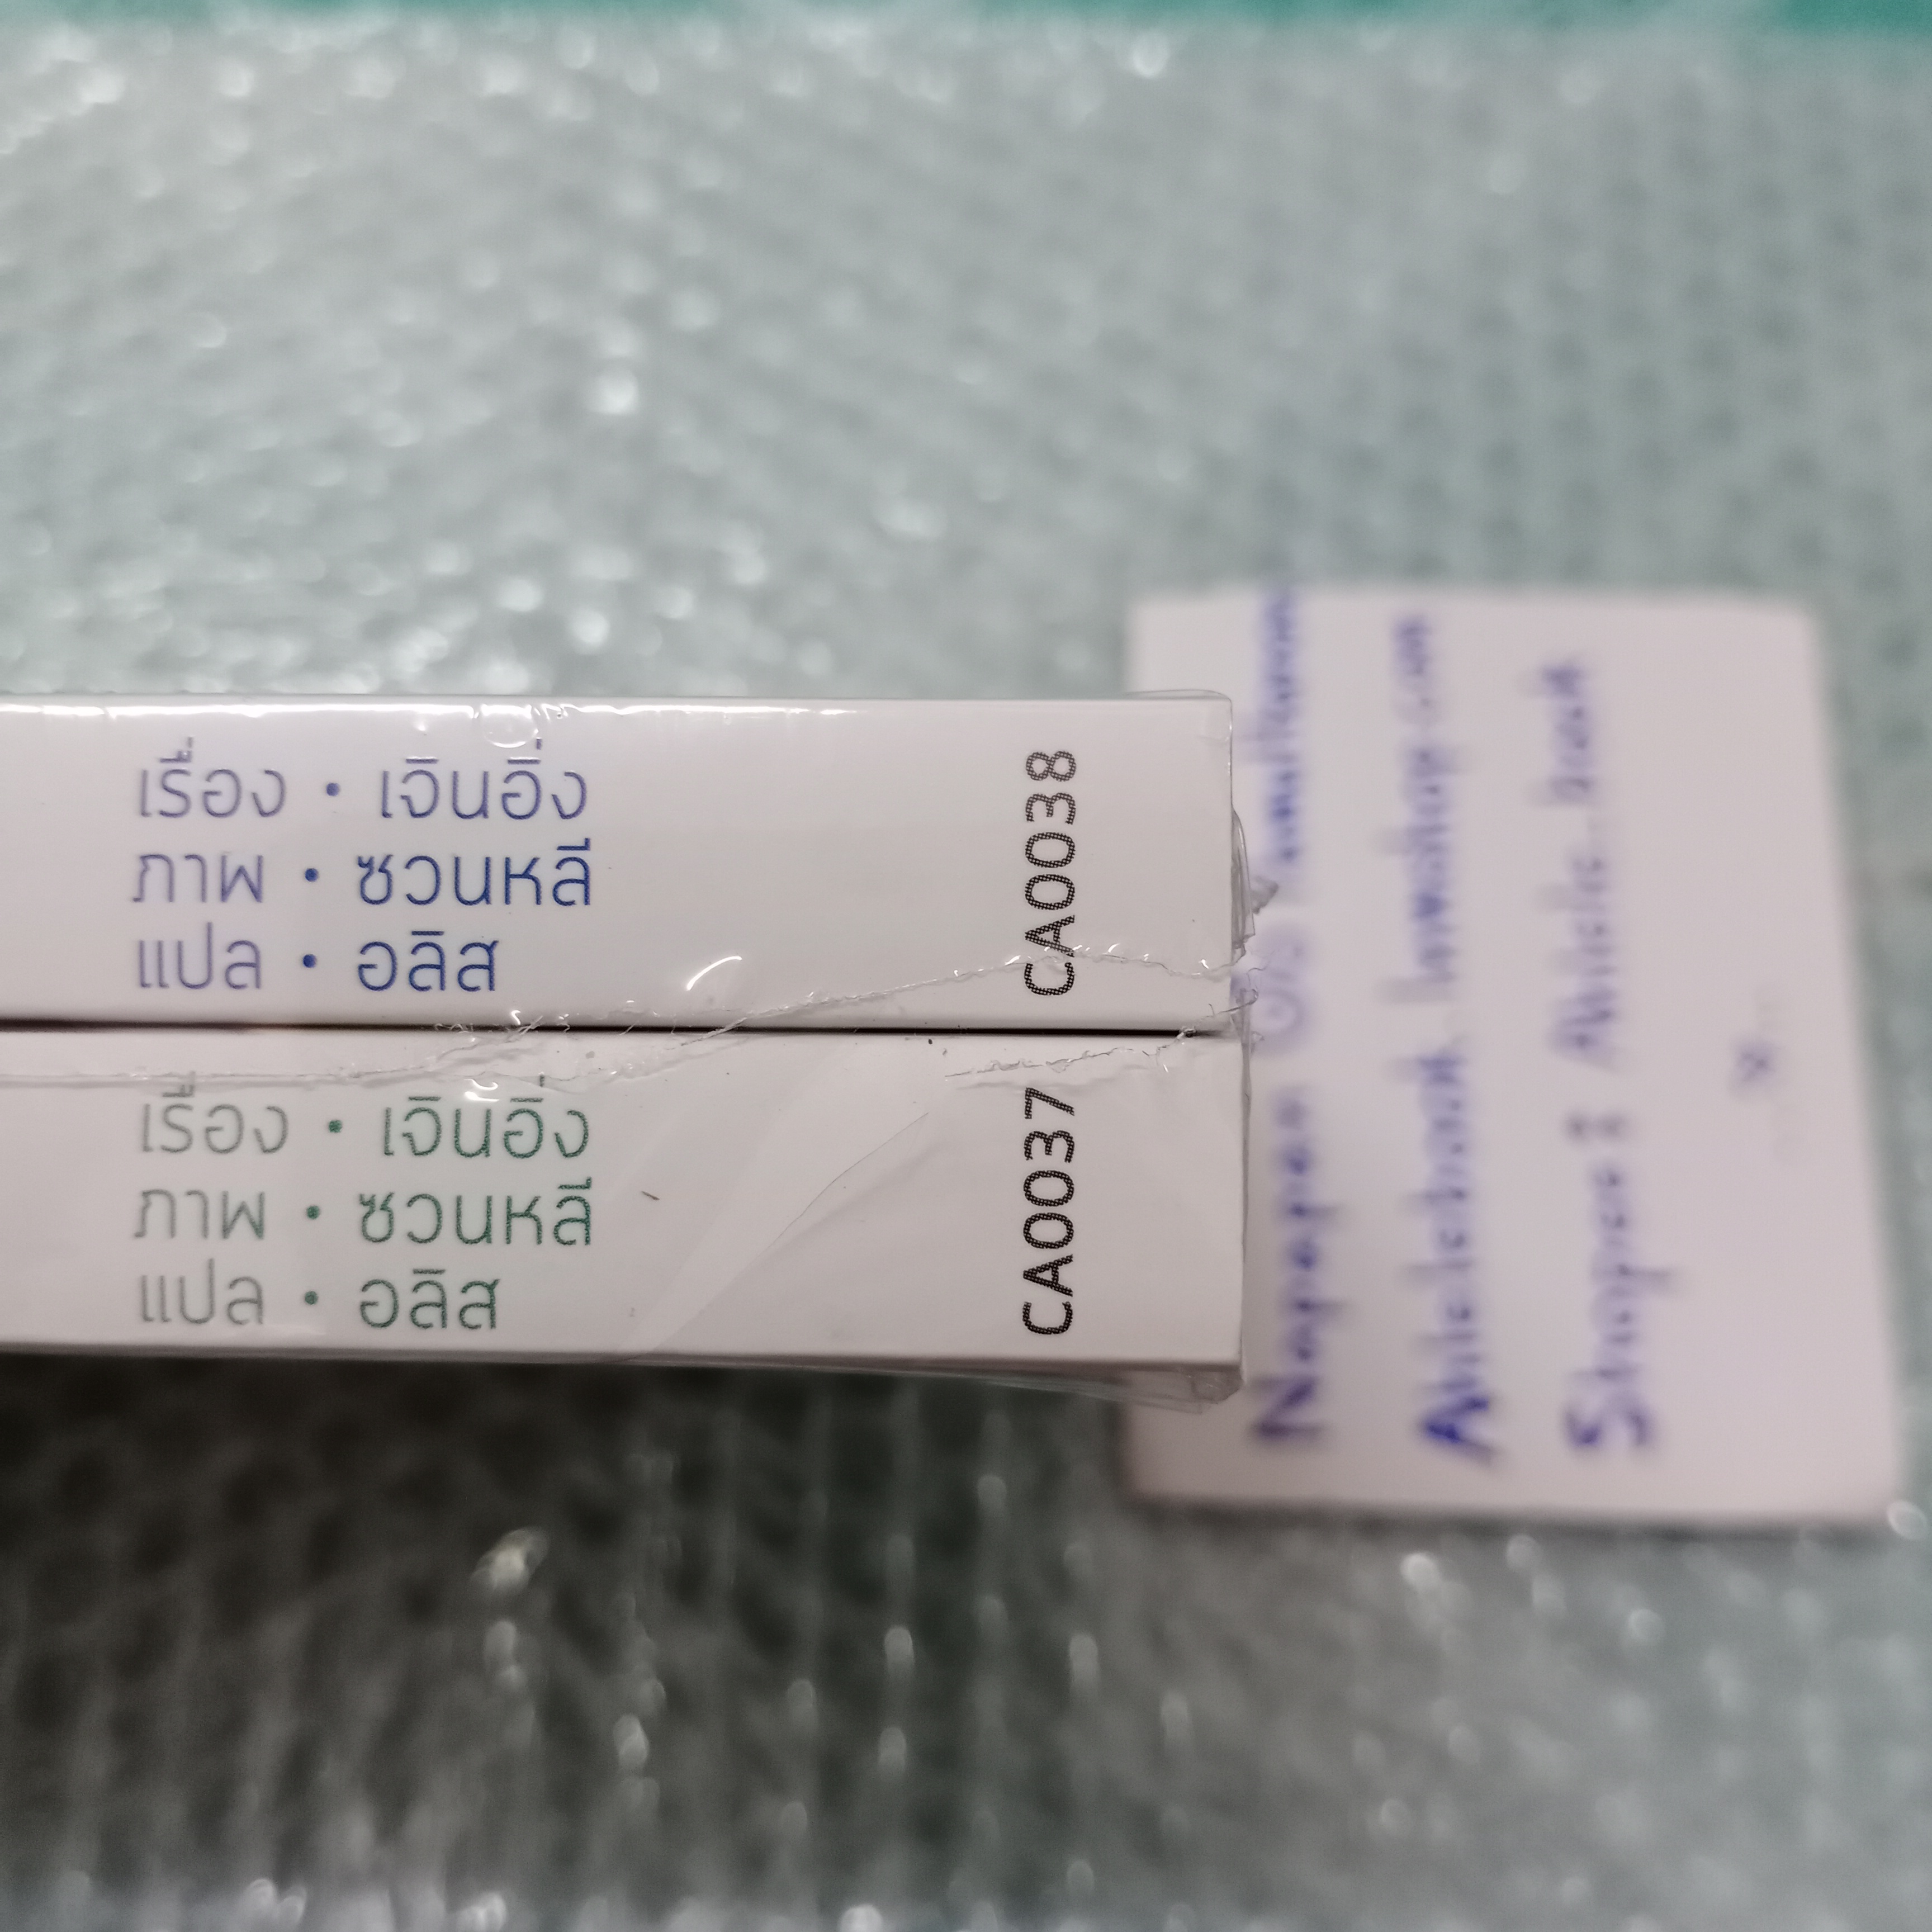 เรื่อง • เจินอิ่ง
ภาพ • ซวนหลี
แปล • อลิส
CA0038
เรื่อง • เจินอิ่ง
ภาพ • ซวนหลี
แปล • อลิส
CA0037
Napaper
Shopee :